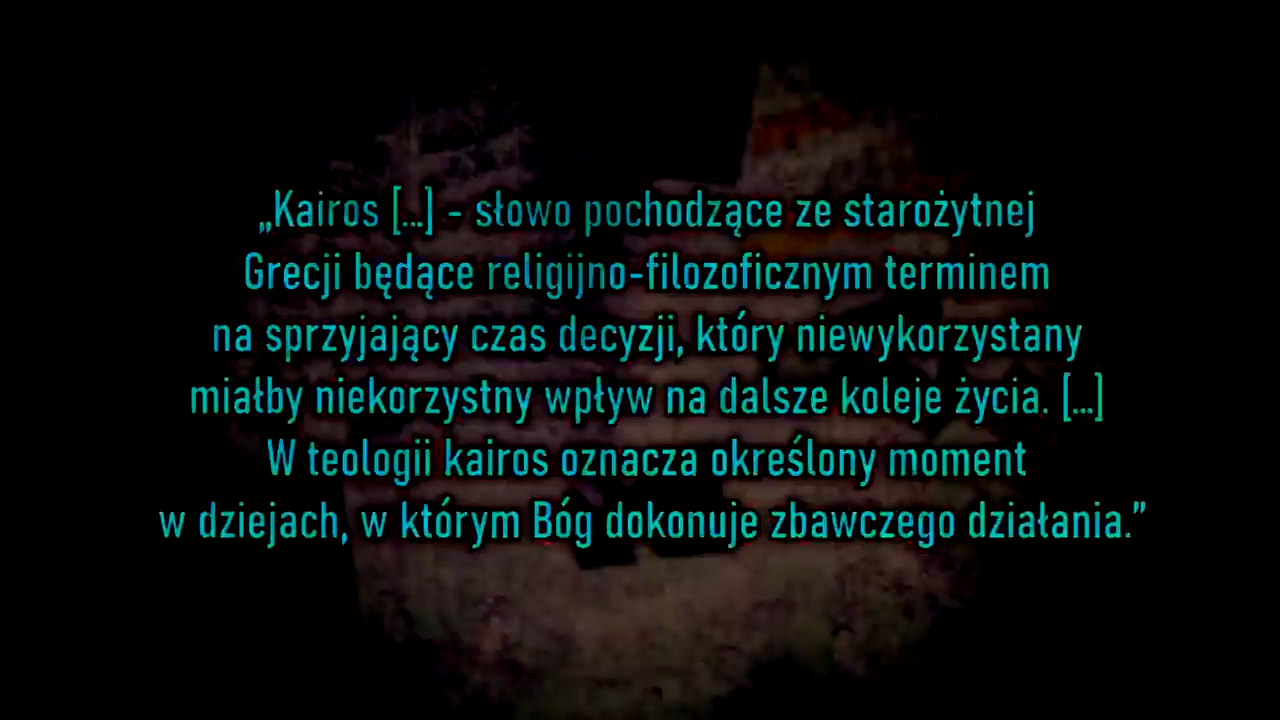 „Kairos [...] - słowo pochodzące ze starożytnej
Grecji będące religijno-filozoficznym terminem
na sprzyjający czas decyzji, który niewykorzystany
miałby niekorzystny wpływ na dalsze koleje życia. [...]
W teologii kairos oznacza określony moment
w dziejach, w którym Bóg dokonuje zbawczego działania.”